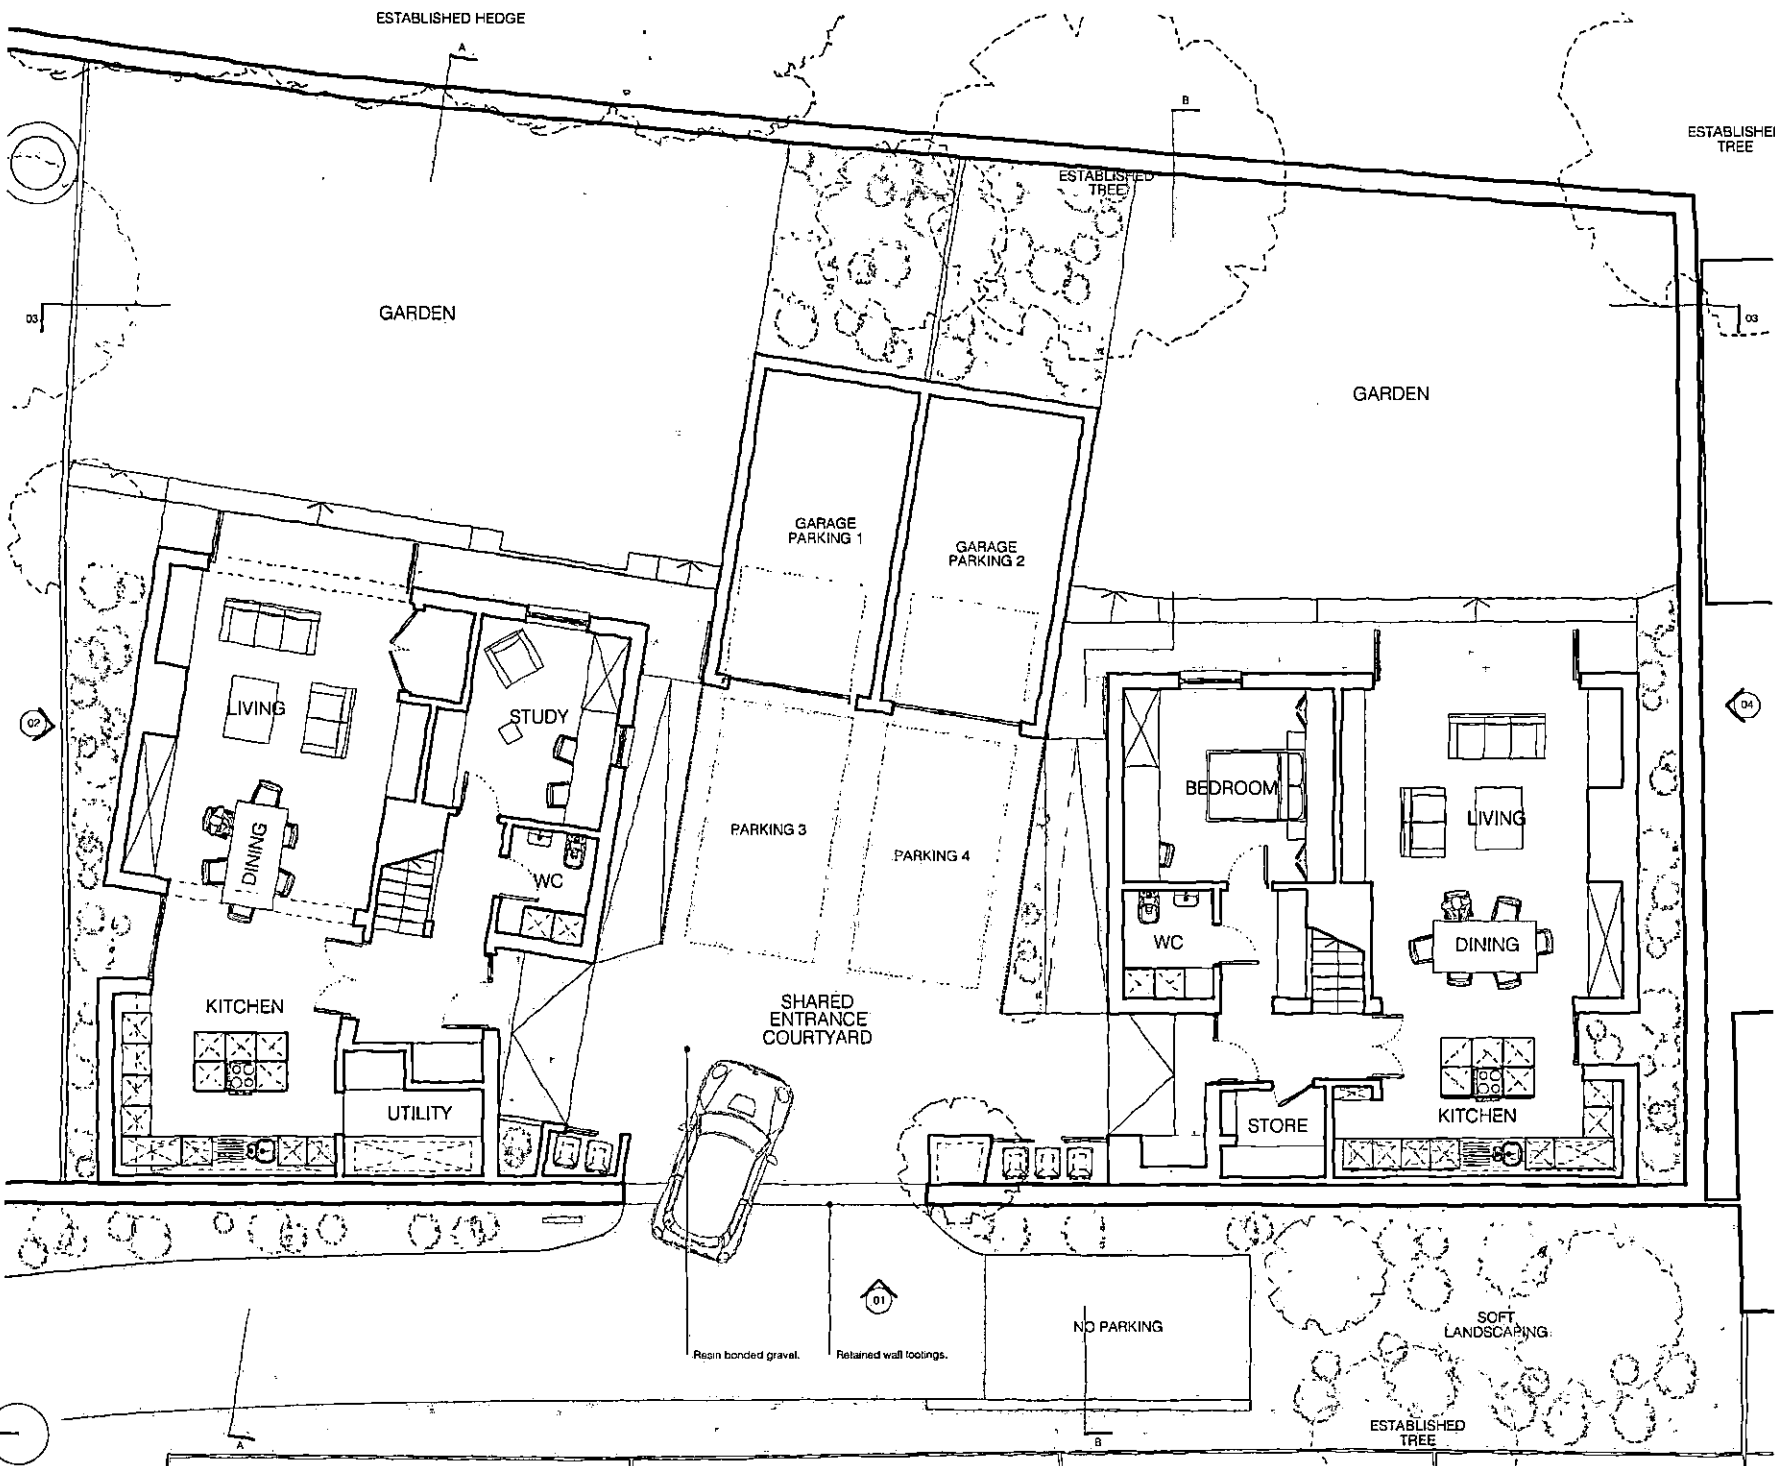 ESTABLISHED HEDGE
A
B
ESTABLISHED
TREE
ESTABLISHE
TREE
03
GARDEN
03
GARDEN
GARAGE
PARKING 1
GARAGE
PARKING 2
02
LIVING
STUDY
04
BEDROOM
LIVING
PARKING 3
PARKING 4
DINING
WC
WC
DINING
KITCHEN
SHARED
ENTRANCE
COURTYARD
UTILITY
STORE
KITCHEN
01
NO PARKING
SOFT
LANDSCAPING
Resin bonded gravel.
Retained wall footings.
ESTABLISHED
TREE
A
B